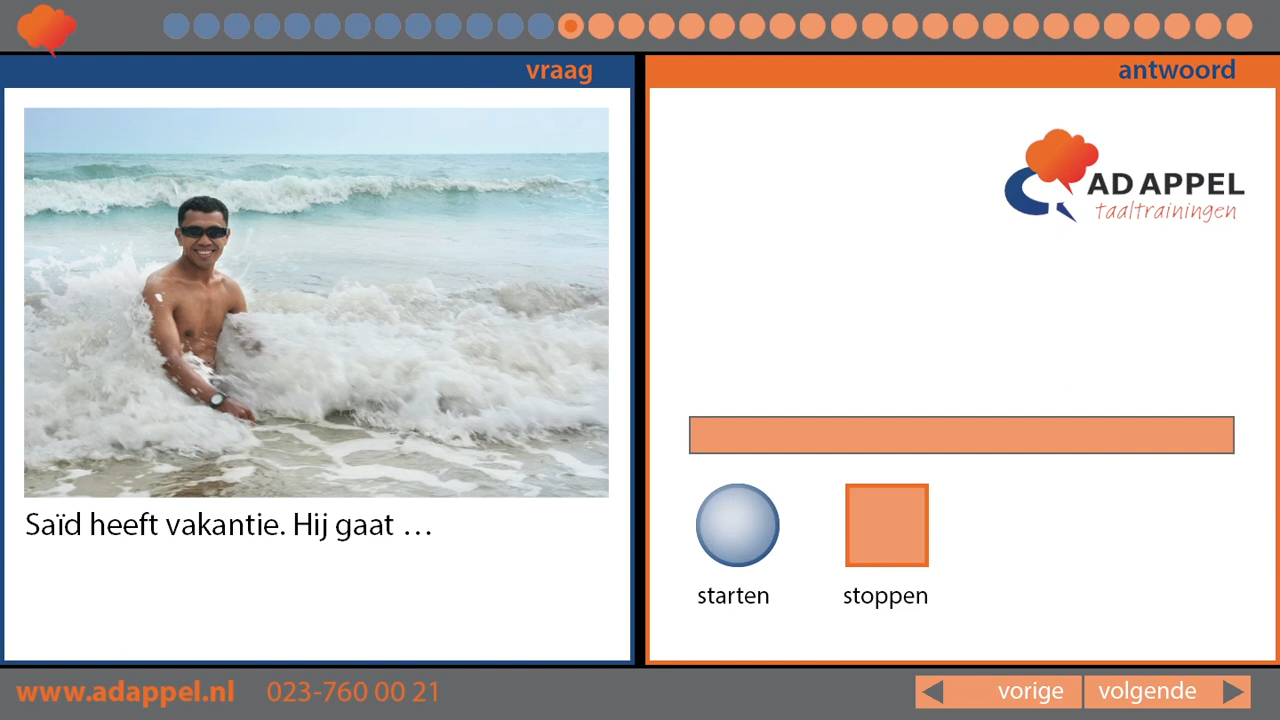 vraag
antwoord
AD APPEL
taaltrainingen
Saïd heeft vakantie. Hij gaat …
starten
stoppen
www.adappel.nl
023-760 00 21
vorige
volgende